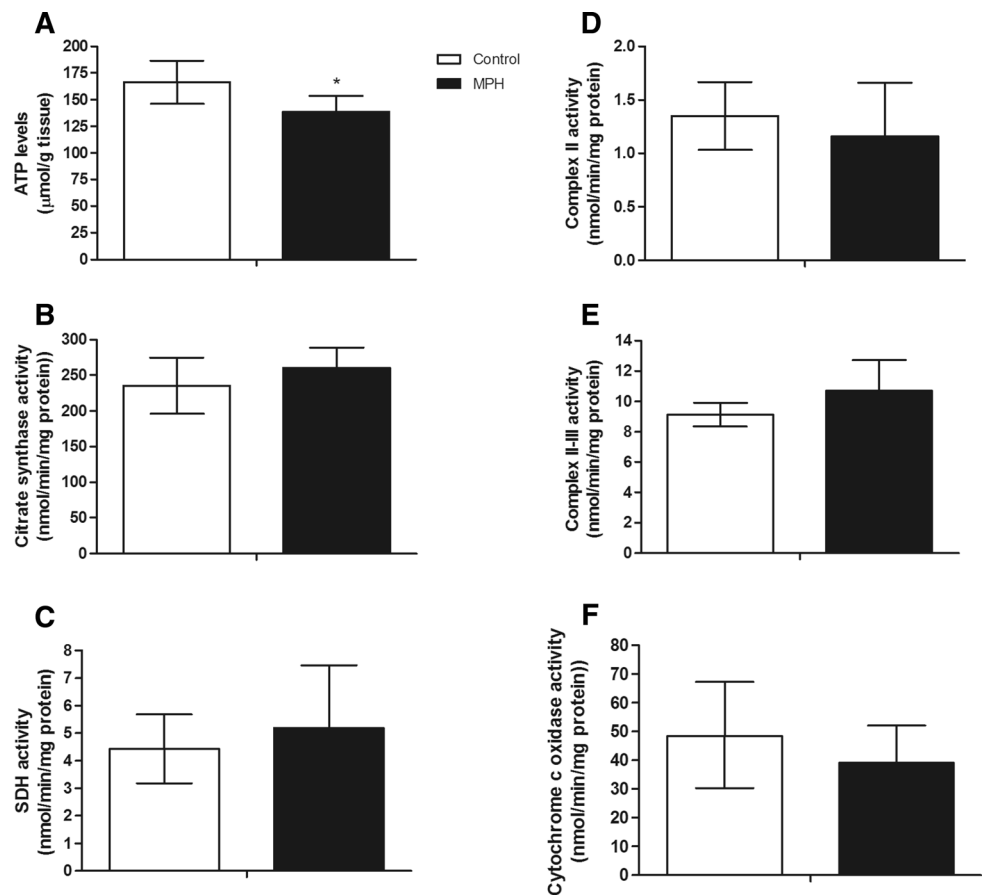 A
ATP levels
(μmol/g tissue)
200
175
150
125
100
75
50
25
0
*
Control
MPH
B
Citrate synthase activity
(nmol/min/mg protein))
300
250
200
150
100
50
0
C
SDH activity
(nmol/min/mg protein)
8
7
6
5
4
3
2
1
0
D
Complex II activity
(nmol/min/mg protein)
2.0
1.5
1.0
0.5
0.0
E
Complex II-III activity
(nmol/min/mg protein)
14
12
10
8
6
4
2
0
F
Cytochrome c oxidase activity
(nmol/min/mg protein))
80
70
60
50
40
30
20
10
0